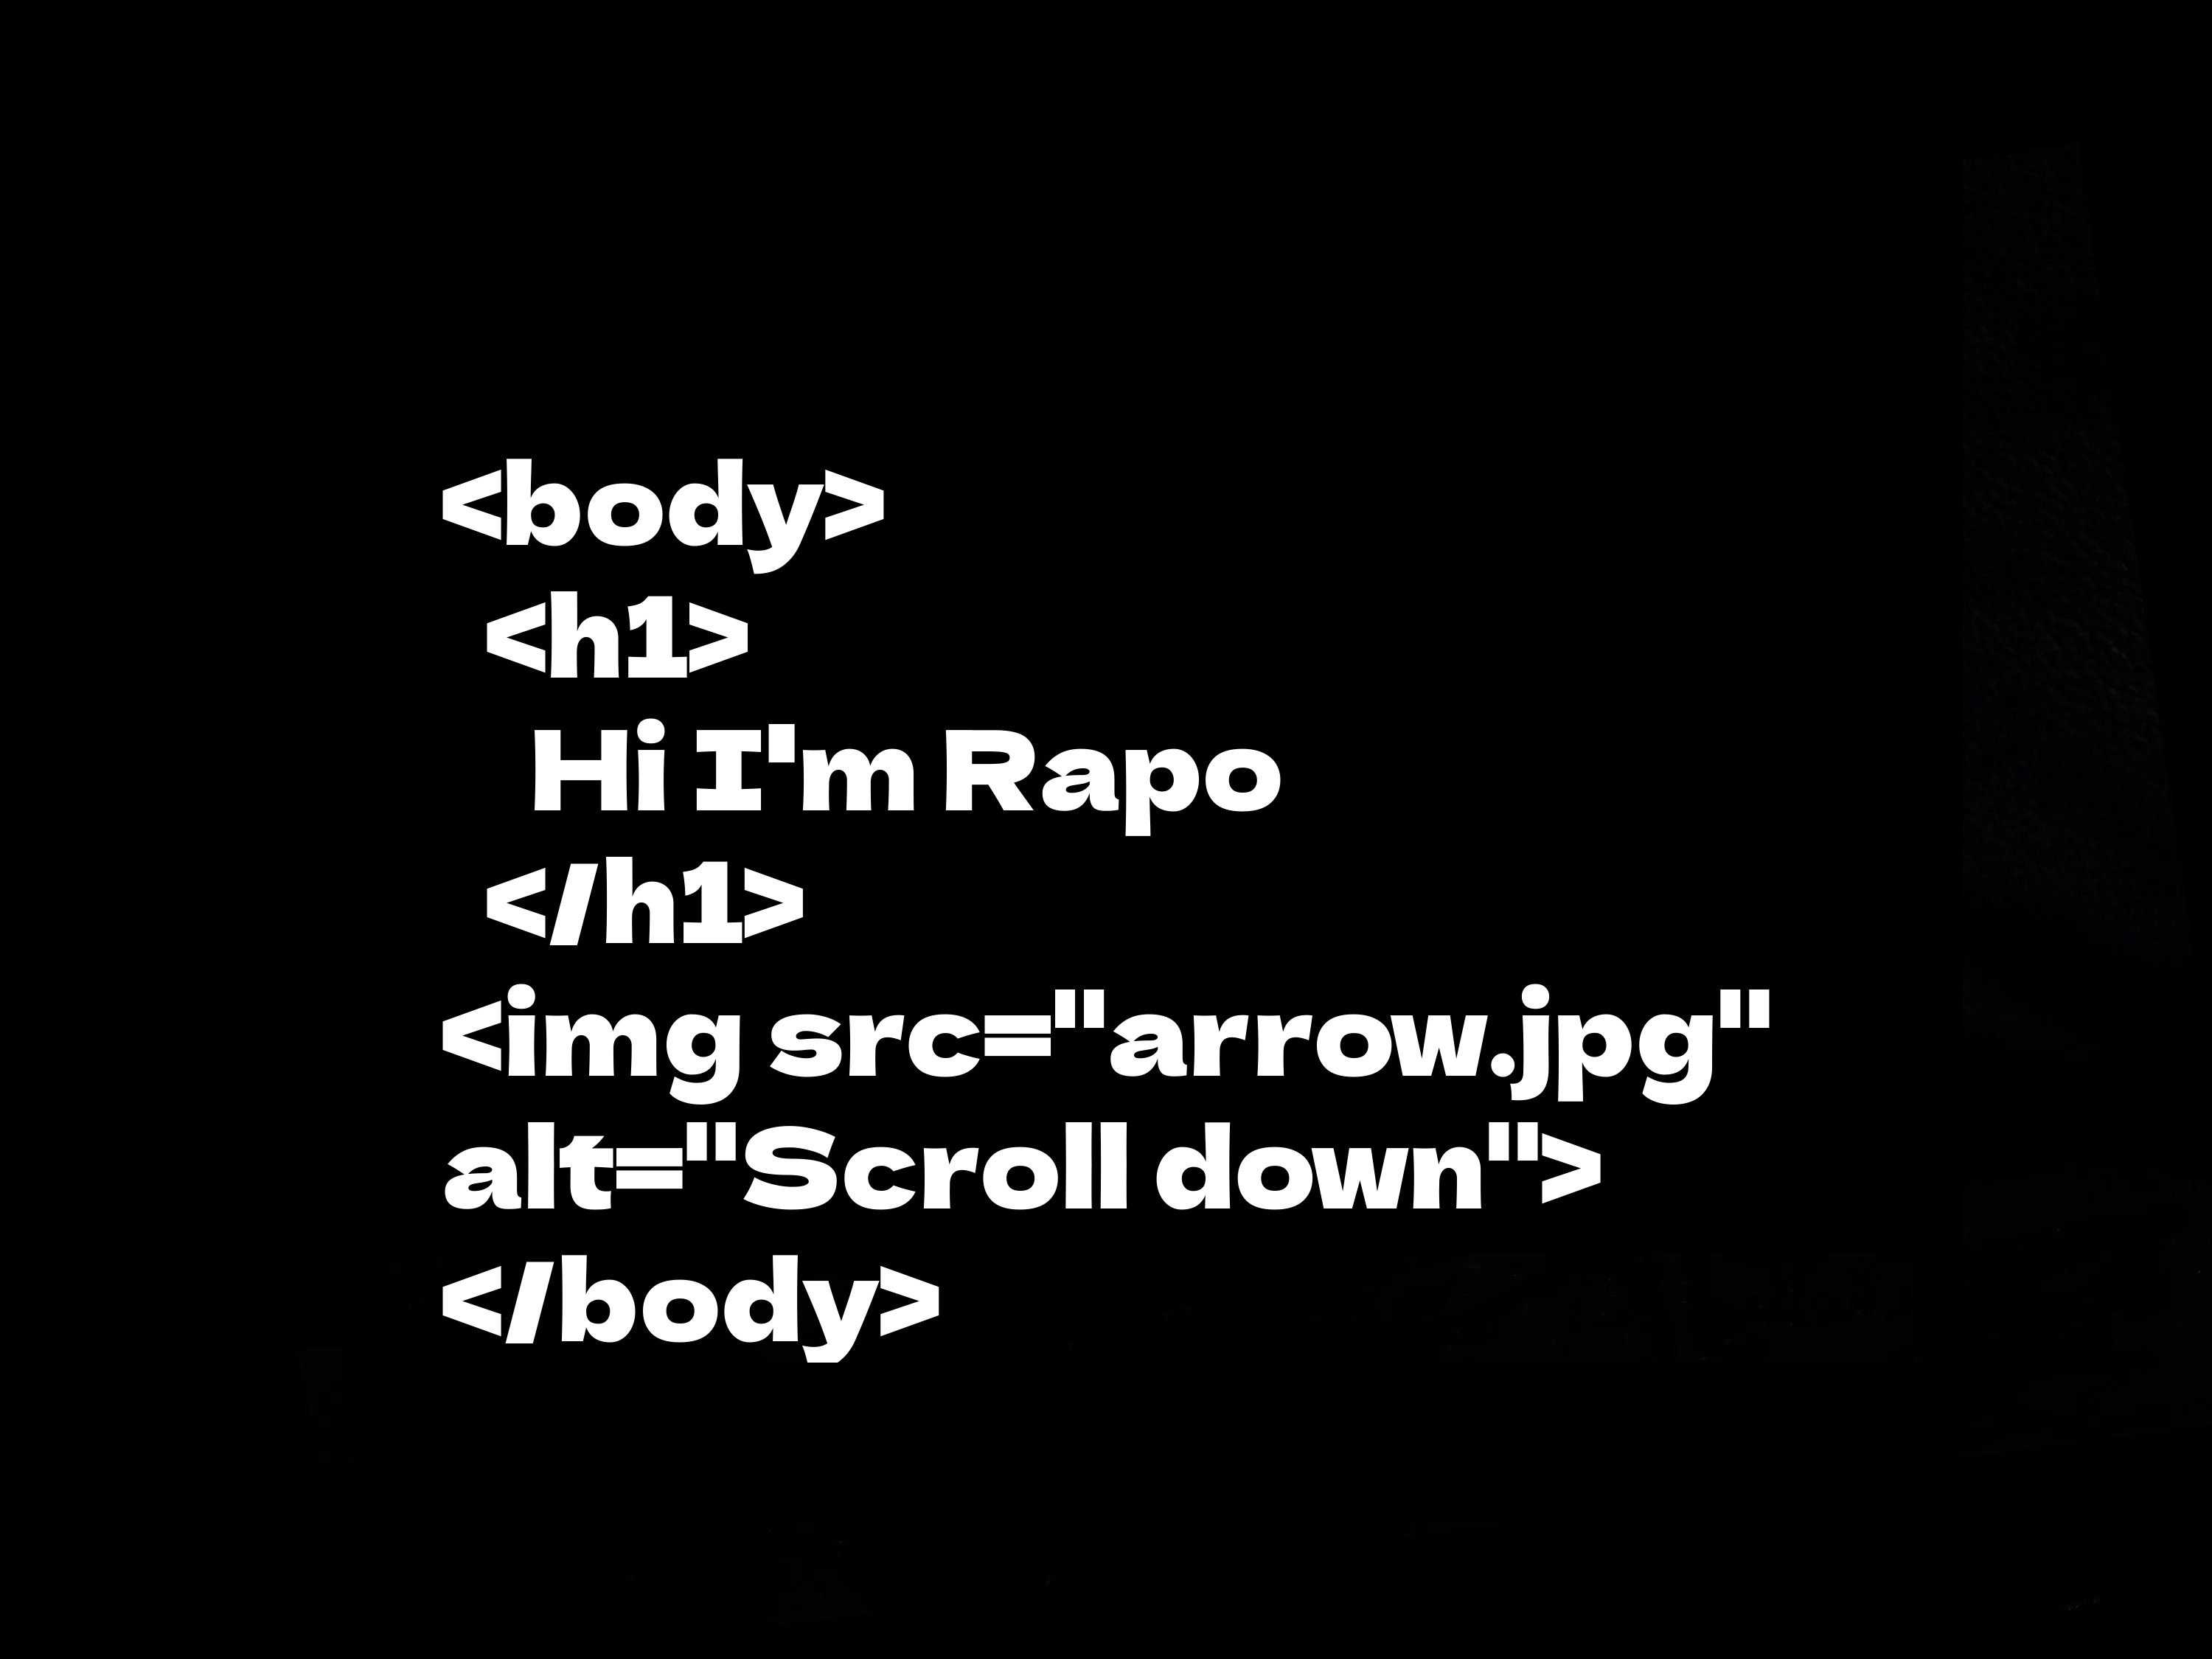 <body>
<h1>
Hi I'm Rapo
</h1>
<img src="arrow.jpg"
alt="Scroll down">
</body>